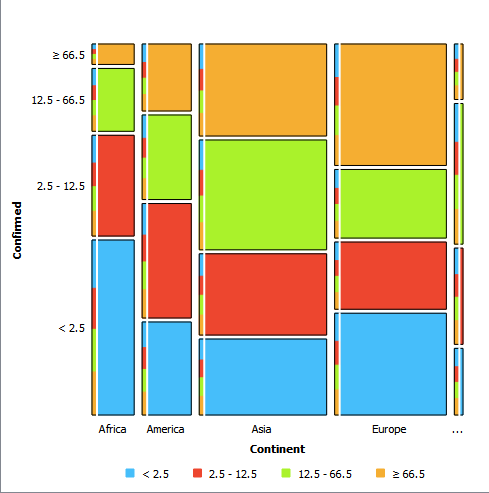 ≥ 66.5
12.5 - 66.5
2.5 - 12.5
Confirmed
< 2.5
Africa America Asia Europe ...
Continent
< 2.5 2.5 - 12.5 12.5 - 66.5 ≥ 66.5